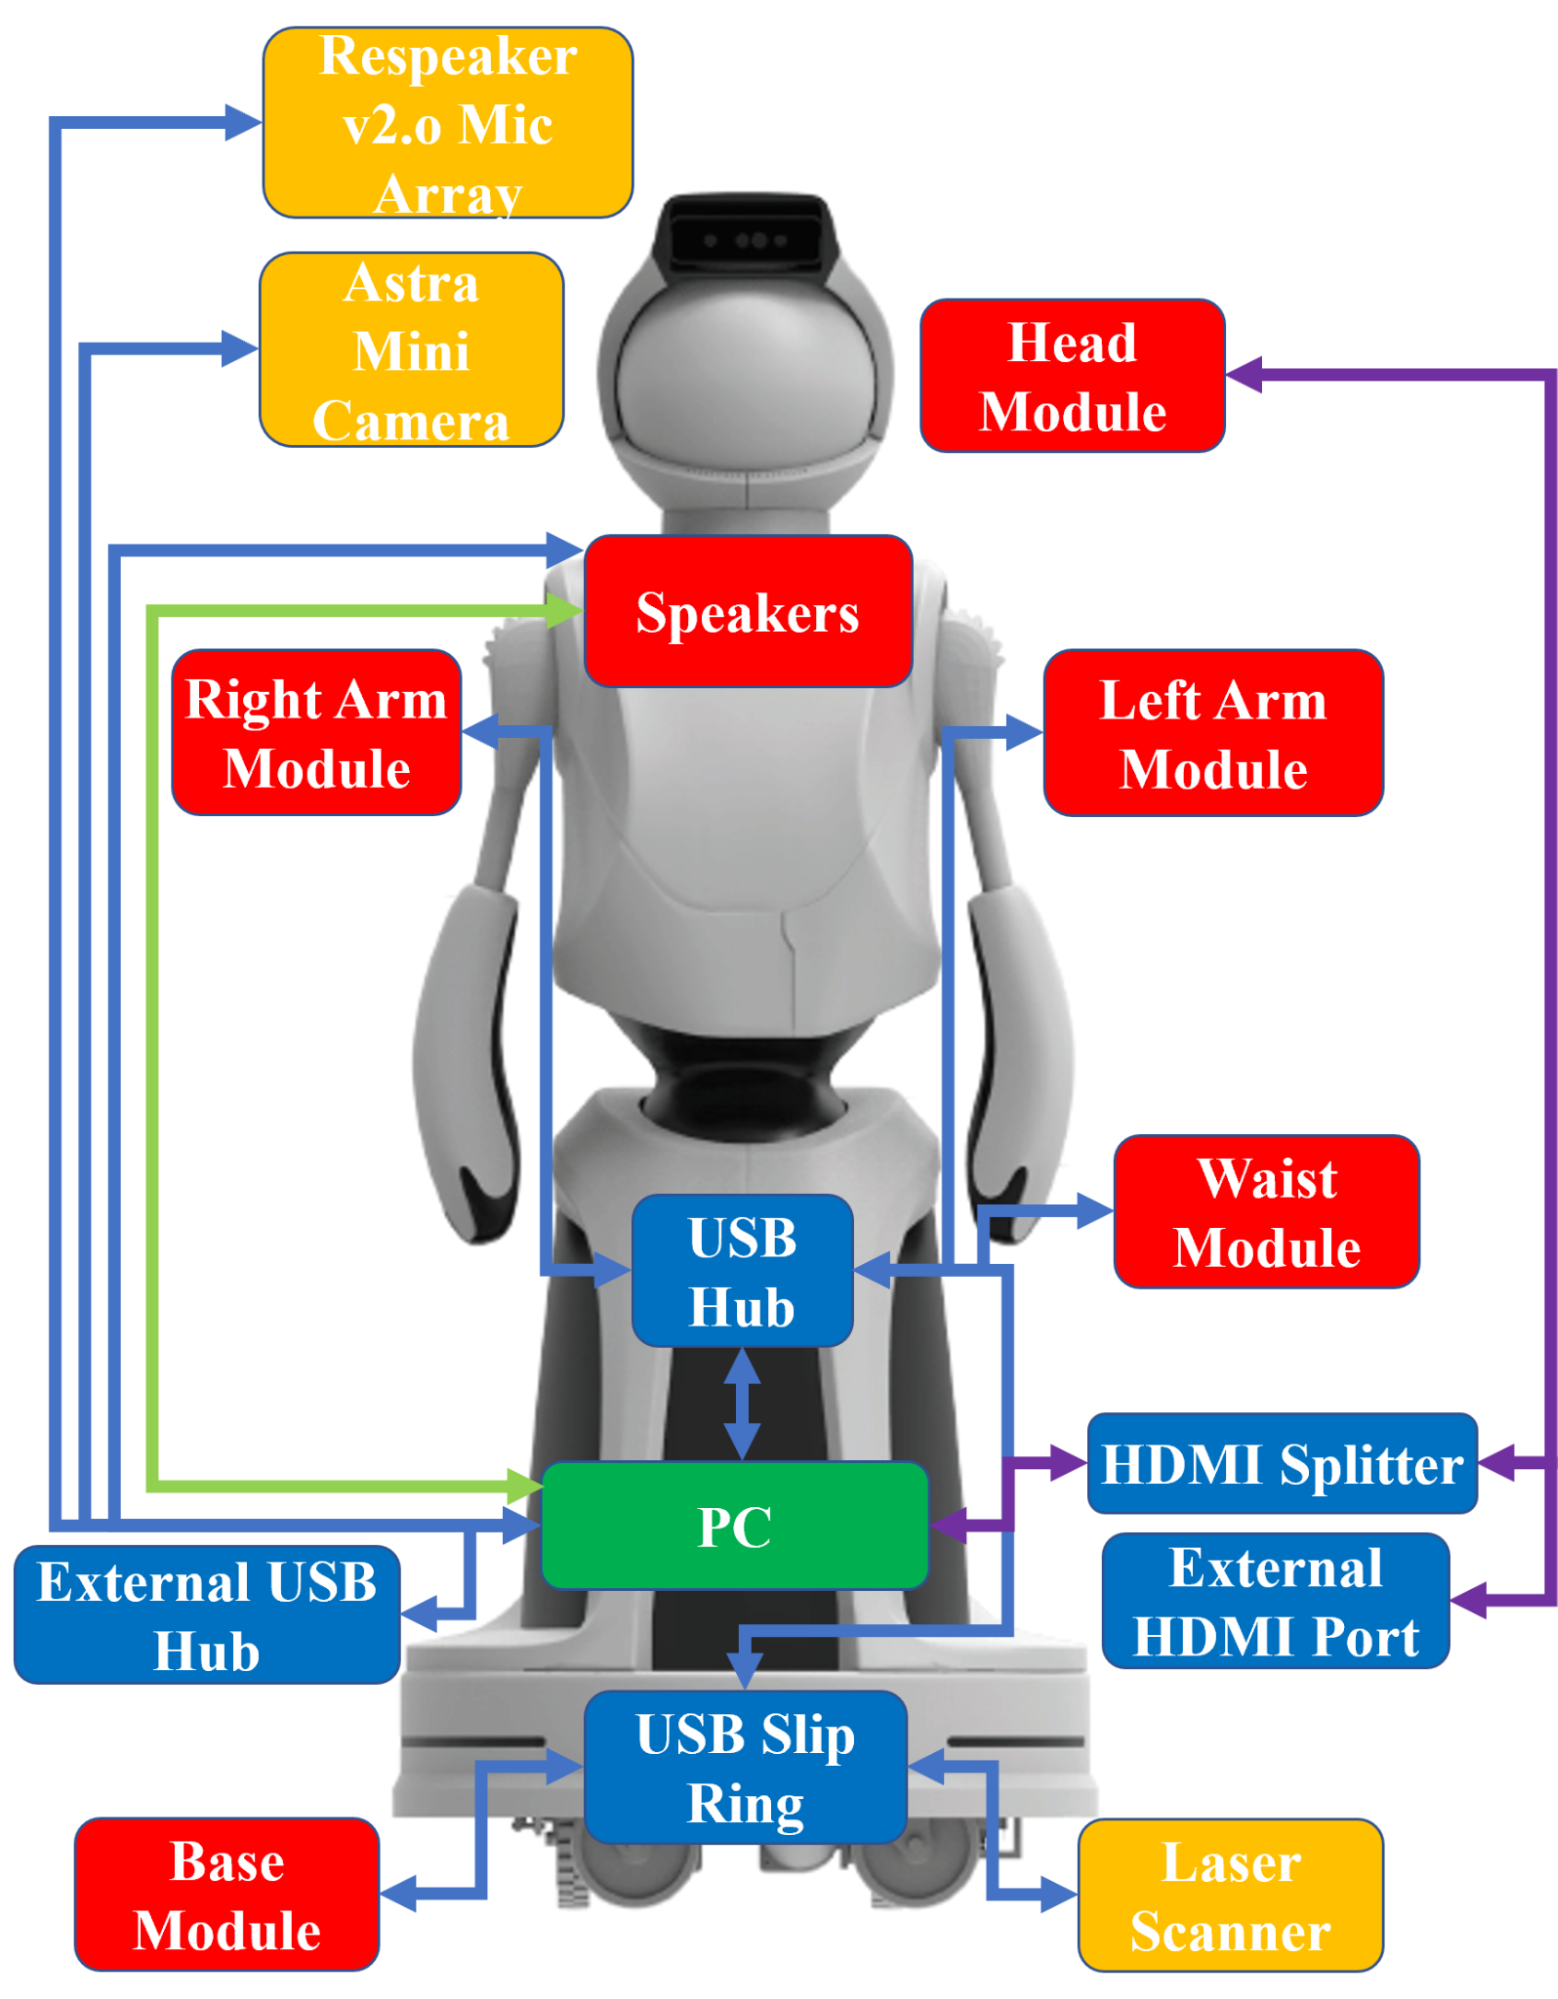 Respeaker
v2.o Mic
Array
Astra
Mini
Camera
Head
Module
Speakers
Right Arm
Module
Left Arm
Module
Waist
Module
USB
Hub
HDMI Splitter
PC
External USB
Hub
External
HDMI Port
USB Slip
Ring
Base
Module
Laser
Scanner